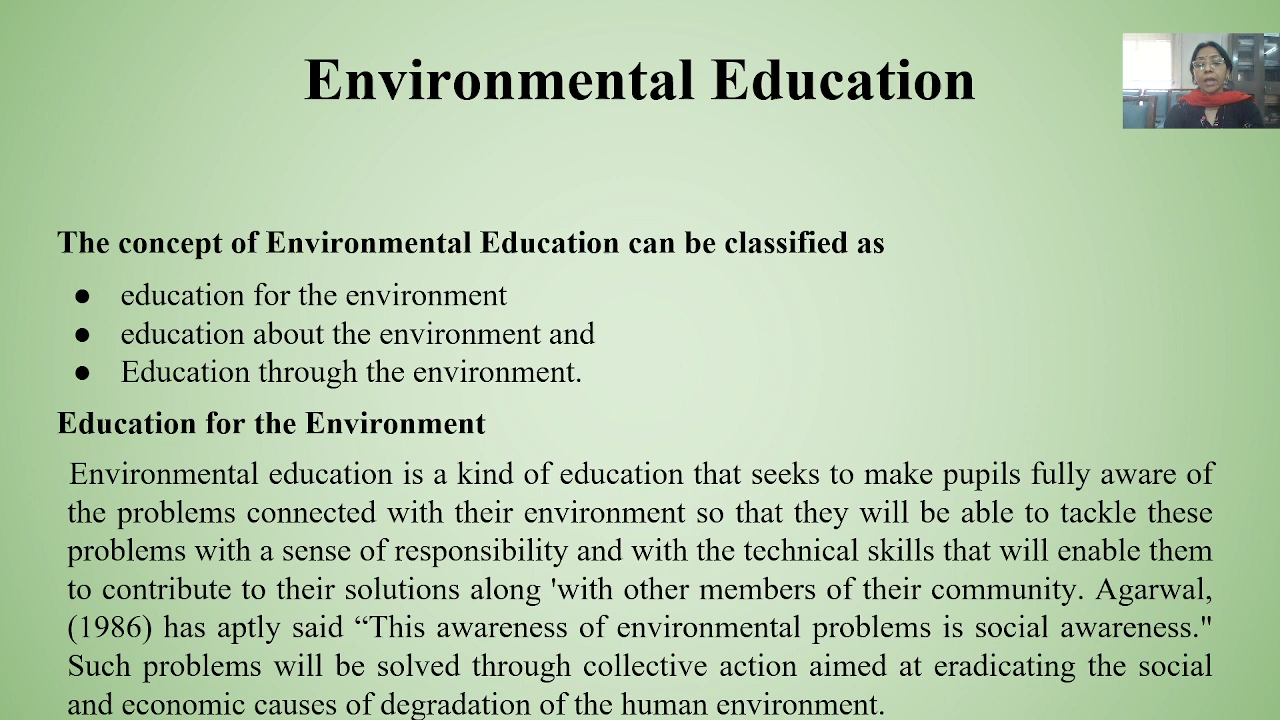 Environmental Education
The concept of Environmental Education can be classified as
● education for the environment
● education about the environment and
● Education through the environment.
Education for the Environment
Environmental education is a kind of education that seeks to make pupils fully aware of
the problems connected with their environment so that they will be able to tackle these
problems with a sense of responsibility and with the technical skills that will enable them
to contribute to their solutions along 'with other members of their community. Agarwal,
(1986) has aptly said “This awareness of environmental problems is social awareness."
Such problems will be solved through collective action aimed at eradicating the social
and economic causes of degradation of the human environment.